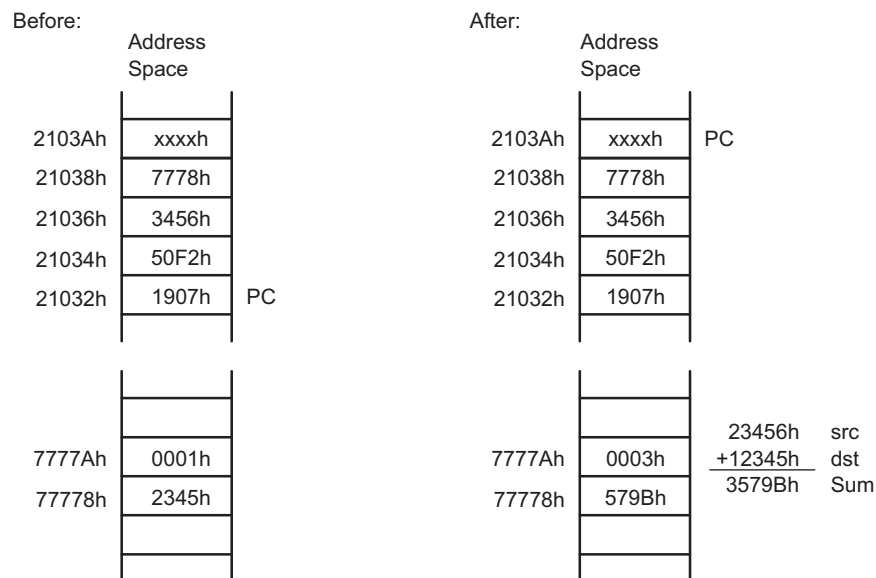 Before:
Address
Space
2103Ah xxxxh
21038h 7778h
21036h 3456h
21034h 50F2h
21032h 1907h PC
7777Ah 0001h
77778h 2345h
After:
Address
Space
2103Ah xxxxh PC
21038h 7778h
21036h 3456h
21034h 50F2h
21032h 1907h
7777Ah 0003h
77778h 579Bh
23456h src
+12345h dst
3579Bh Sum